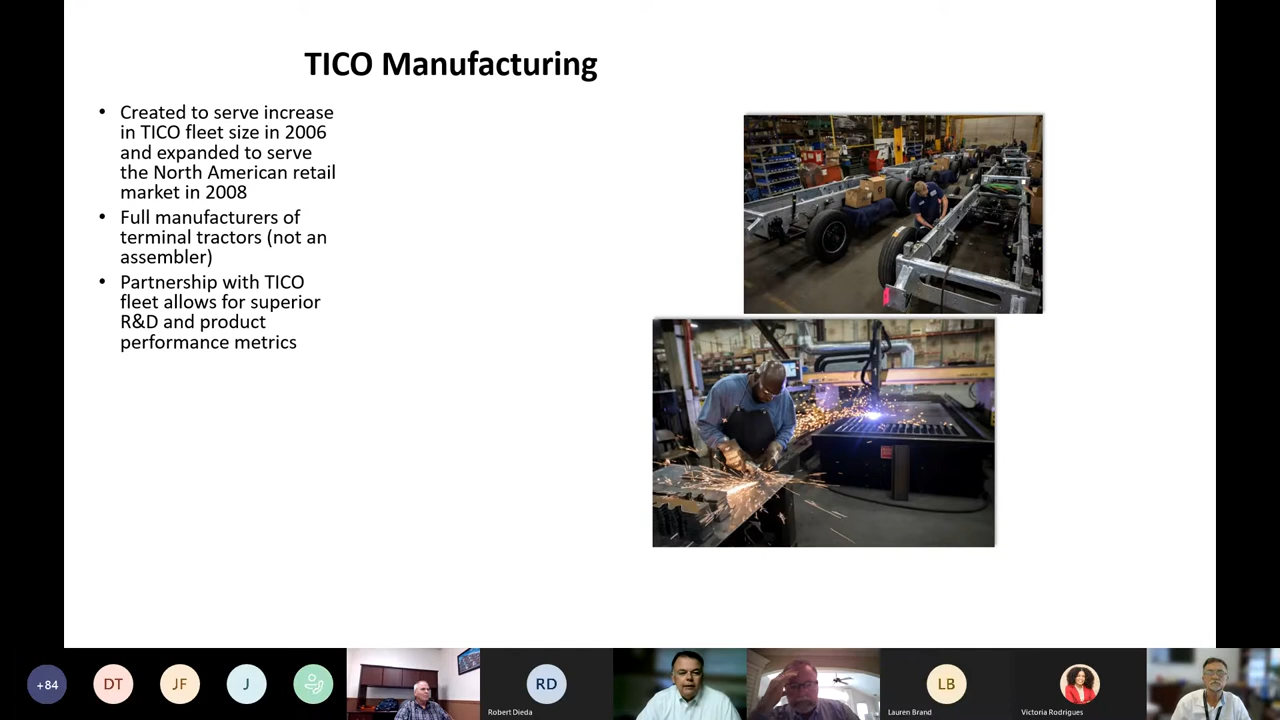 TICO Manufacturing
• Created to serve increase
in TICO fleet size in 2006
and expanded to serve
the North American retail
market in 2008
• Full manufacturers of
terminal tractors (not an
assembler)
• Partnership with TICO
fleet allows for superior
R&D and product
performance metrics
+84
DT
JF
J
RD
Robert Dieda
LB
Lauren Brand
Victoria Rodrigues